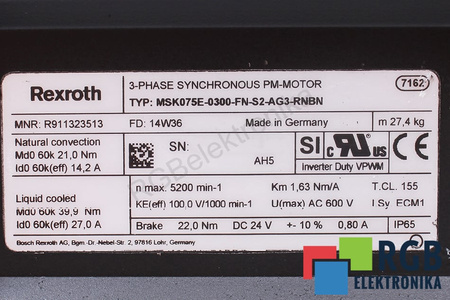 Rexroth
3-PHASE SYNCHRONOUS PM-MOTOR
7162
TYP: MSK075E-0300-FN-S2-AG3-RNBN
MNR: R911323513
FD: 14W36
Made in Germany
m 27,4 kg
Natural convection
Md0 60k 21,0 Nm
Id0 60k(eff) 14,2 A
SN:
AH5
SI
c RU us
CE
Inverter Duty VPWM
Liquid cooled
Md0 60k 39,9 Nm
Id0 60k(eff) 27,0 A
n max. 5200 min-1
Km 1,63 Nm/A
T.CL. 155
KE(eff) 100.0 V/1000 min-1
U(max) AC 600 V
I.Sy. ECM1
Brake 22,0 Nm DC 24 V +- 10 % 0,80 A
IP65
Bosch Rexroth AG, Bgm.-Dr.-Nebel-Str. 2, 97816 Lohr, Germany
RGBelektronika
RGB
ELEKTRONIKA